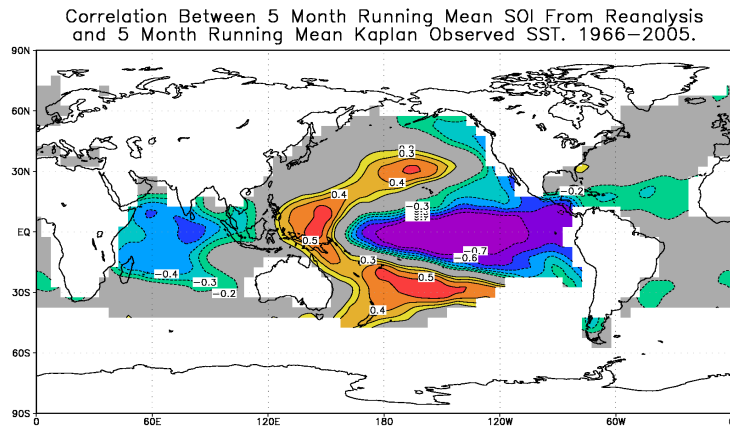 Correlation Between 5 Month Running Mean SOI From Reanalysis
and 5 Month Running Mean Kaplan Observed SST. 1966−2005.
90N
60N
30N
EQ
30S
60S
90S
0.3
0.4
0.4
−0.2
−0.3
0.5
−0.7
−0.6
0.3
−0.4
−0.3
−0.2
0.5
0.4
0
60E
120E
180
120W
60W